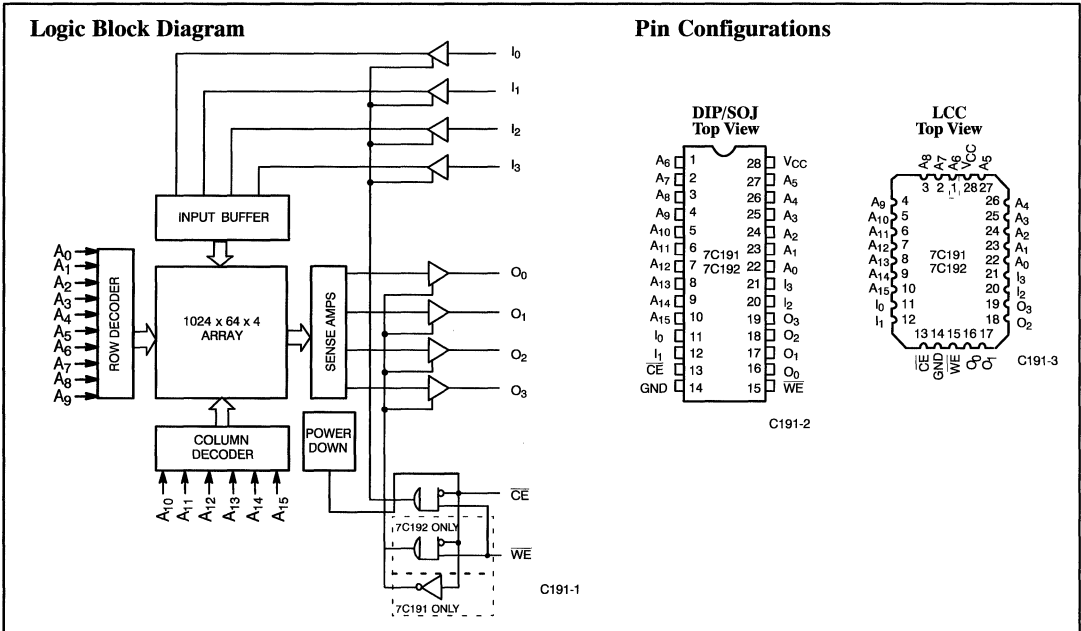 Logic Block Diagram
I0
I1
I2
I3
INPUT BUFFER
A0
A1
A2
A3
A4
A5
A6
A7
A8
A9
ROW DECODER
1024 x 64 x 4
ARRAY
SENSE AMPS
O0
O1
O2
O3
COLUMN
DECODER
POWER
DOWN
A10
A11
A12
A13
A14
A15
CE
7C192 ONLY
WE
7C191 ONLY
C191-1
Pin Configurations
DIP/SOJ
Top View
A6 1 28 VCC
A7 2 27 A5
A8 3 26 A4
A9 4 25 A3
A10 5 24 A2
A11 6 23 A1
A12 7 22 A0
A13 8 21 I3
A14 9 20 I2
A15 10 19 O3
I0 11 18 O2
I1 12 17 O1
CE 13 16 O0
GND 14 15 WE
7C191
7C192
C191-2
LCC
Top View
A8 A7 A6 VCC A5
3 2 1 28 27
A9 4 26 A4
A10 5 25 A3
A11 6 24 A2
A12 7 23 A1
A13 8 22 A0
A14 9 21 I3
A15 10 20 I2
I0 11 19 O3
I1 12 18 O2
7C191
7C192
13 14 15 16 17
CE GND WE O0 O1
C191-3